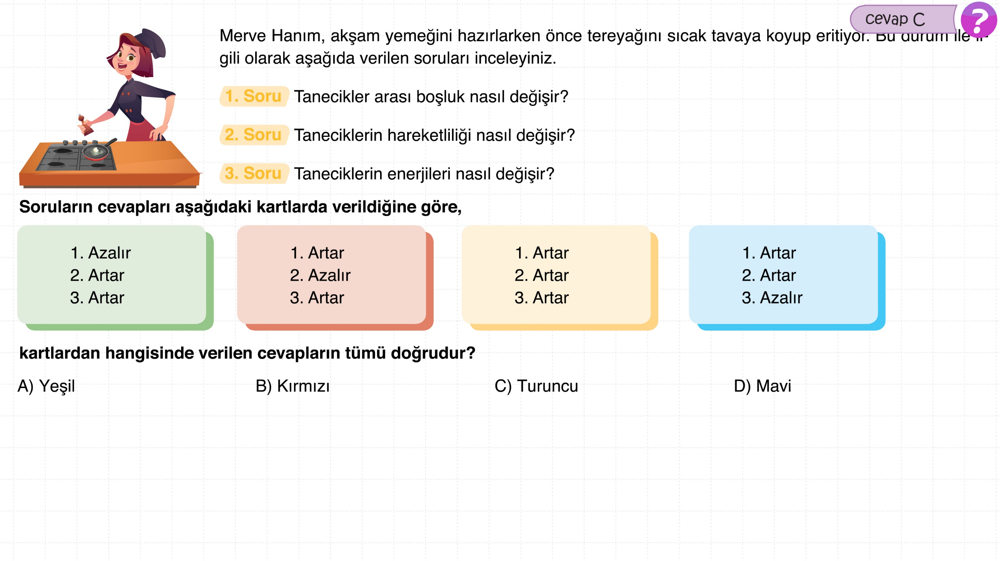 cevap C
?
Merve Hanım, akşam yemeğini hazırlarken önce tereyağını sıcak tavaya koyup eritiyor. Bu durum ile il-
gili olarak aşağıda verilen soruları inceleyiniz.
1. Soru Tanecikler arası boşluk nasıl değişir?
2. Soru Taneciklerin hareketliliği nasıl değişir?
3. Soru Taneciklerin enerjileri nasıl değişir?
Soruların cevapları aşağıdaki kartlarda verildiğine göre,
1. Azalır
2. Artar
3. Artar
1. Artar
2. Azalır
3. Artar
1. Artar
2. Artar
3. Artar
1. Artar
2. Artar
3. Azalır
kartlardan hangisinde verilen cevapların tümü doğrudur?
A) Yeşil
B) Kırmızı
C) Turuncu
D) Mavi